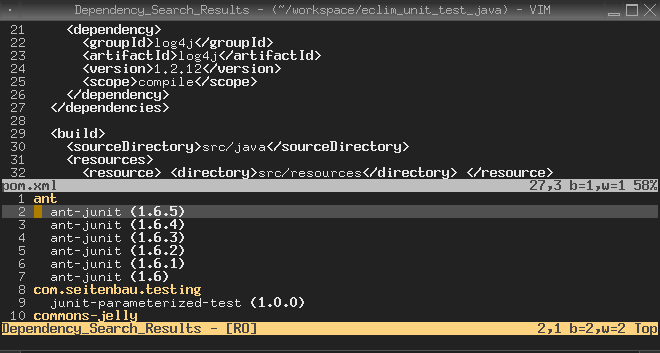 Dependency_Search_Results - (~/workspace/eclim_unit_test_java) - VIM
21 <dependency>
22 <groupId>log4j</groupId>
23 <artifactId>log4j</artifactId>
24 <version>1.2.12</version>
25 <scope>compile</scope>
26 </dependency>
27 </dependencies>
28
29 <build>
30 <sourceDirectory>src/java</sourceDirectory>
31 <resources>
32 <resource> <directory>src/resources</directory> </resource>
pom.xml 27,3 b=1,w=1 58%
1 ant
2 ant-junit (1.6.5)
3 ant-junit (1.6.4)
4 ant-junit (1.6.3)
5 ant-junit (1.6.2)
6 ant-junit (1.6.1)
7 ant-junit (1.6)
8 com.seitenbau.testing
9 junit-parameterized-test (1.0.0)
10 commons-jelly
Dependency_Search_Results - [RO] 2,1 b=2,w=2 Top